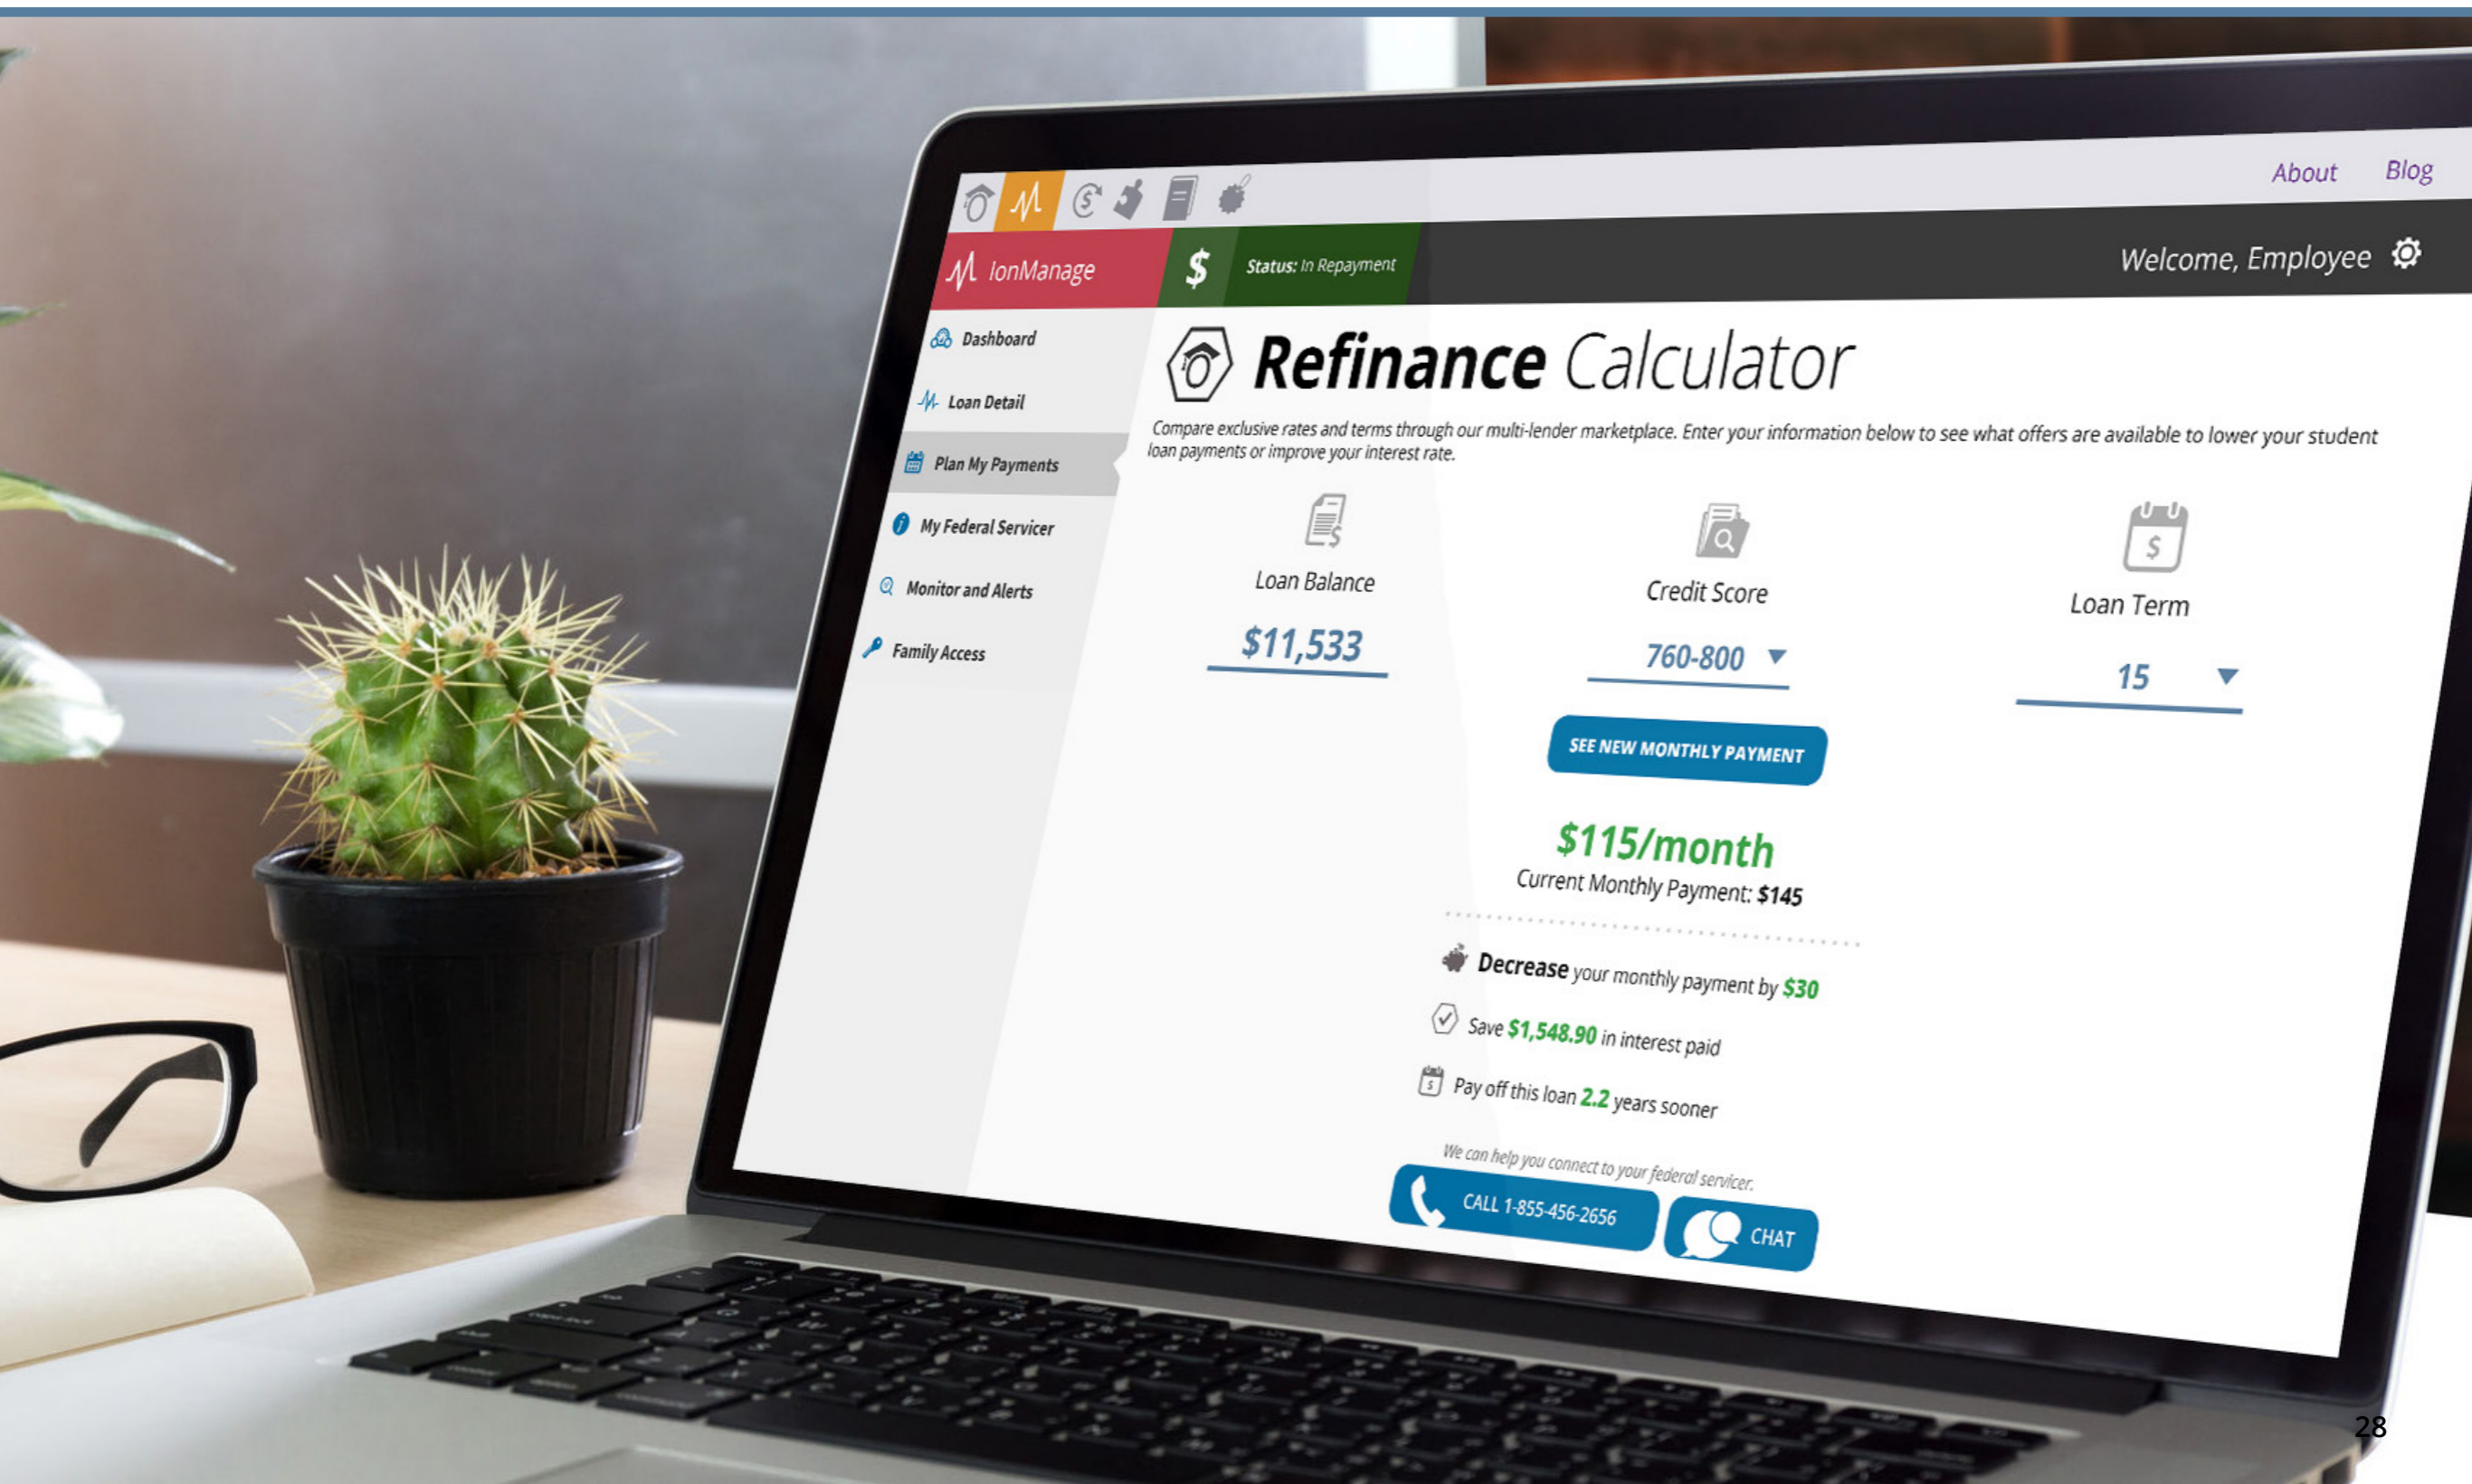 About Blog
IonManage
Status: In Repayment
Welcome, Employee
Dashboard
Loan Detail
Plan My Payments
My Federal Servicer
Monitor and Alerts
Family Access
Refinance Calculator
Compare exclusive rates and terms through our multi-lender marketplace. Enter your information below to see what offers are available to lower your student
loan payments or improve your interest rate.
Loan Balance
$11,533
Credit Score
760-800
Loan Term
15
SEE NEW MONTHLY PAYMENT
$115/month
Current Monthly Payment: $145
Decrease your monthly payment by $30
Save $1,548.90 in interest paid
Pay off this loan 2.2 years sooner
We can help you connect to your federal servicer.
CALL 1-855-456-2656
CHAT
28